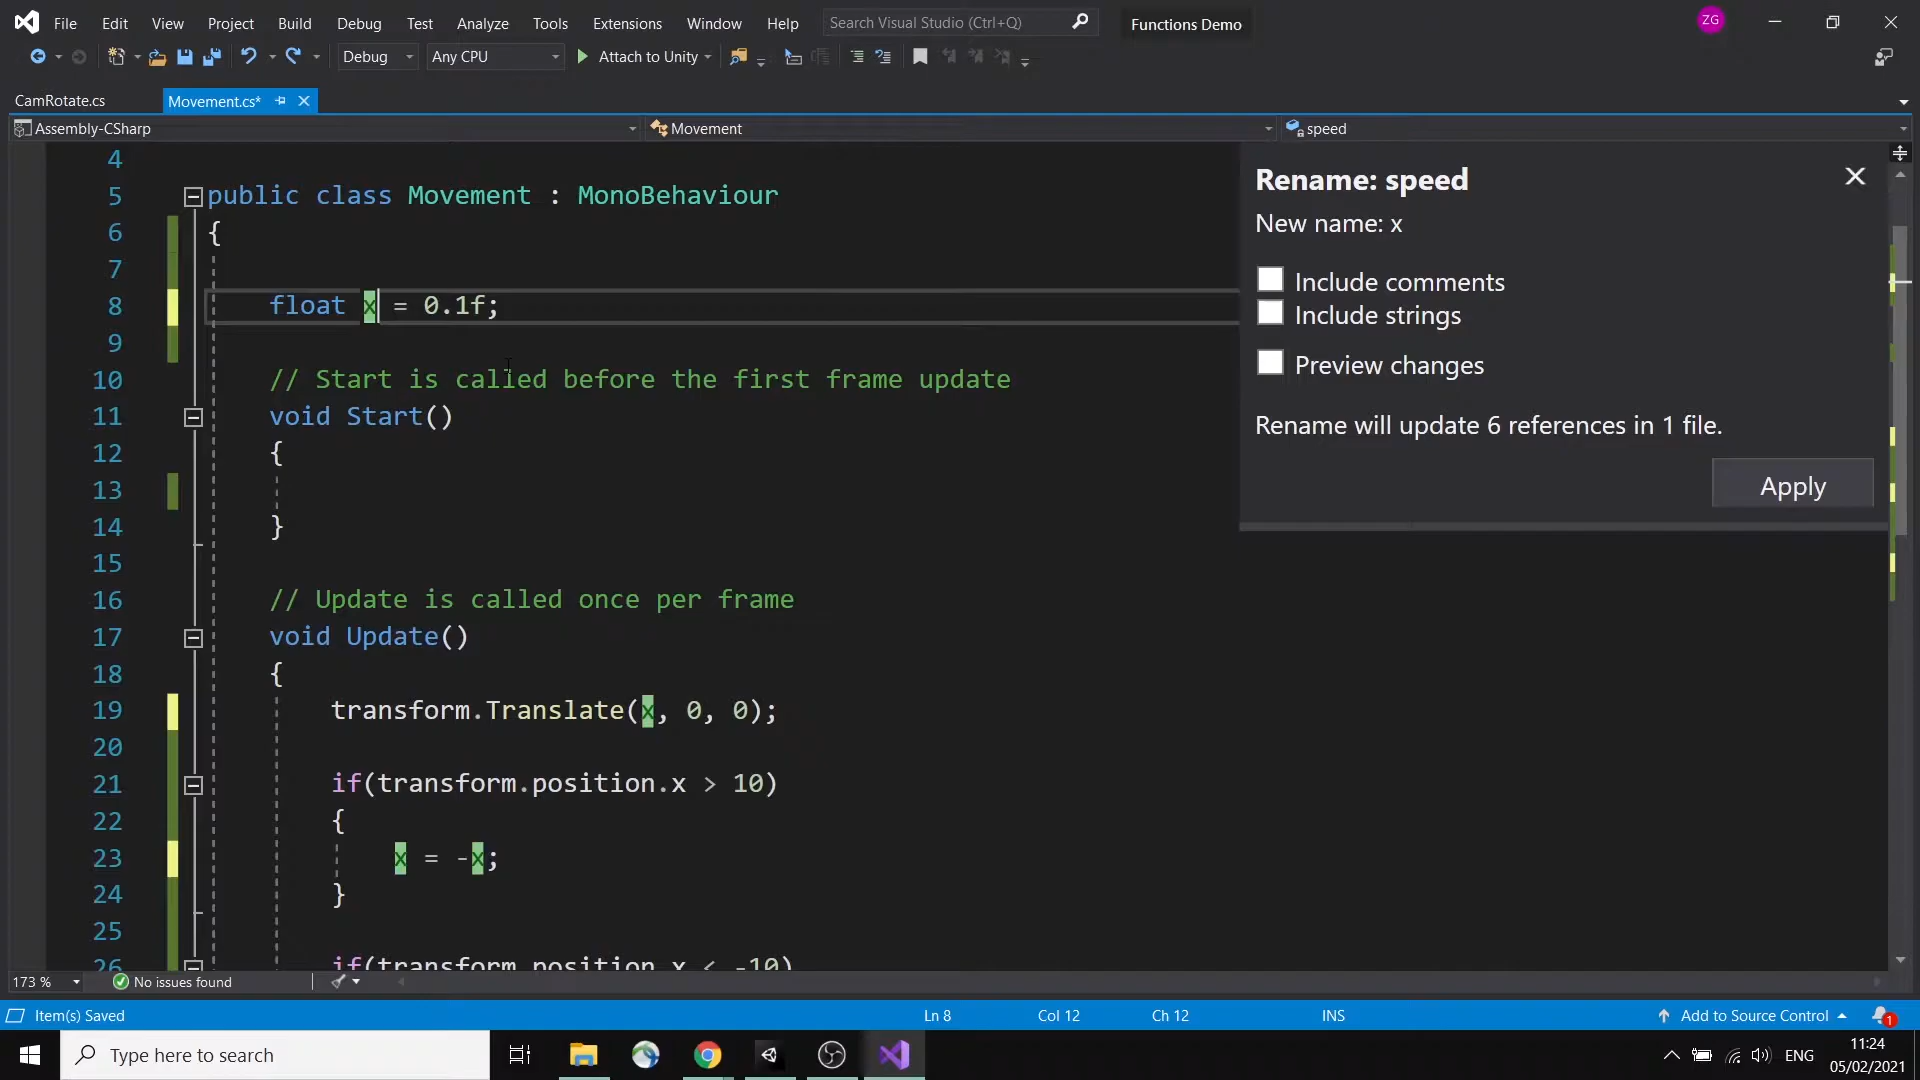 File Edit View Project Build Debug Test Analyze Tools Extensions Window Help Search Visual Studio (Ctrl+Q) Functions Demo ZG
Debug Any CPU Attach to Unity
CamRotate.cs Movement.cs*
Assembly-CSharp Movement speed
4
5 public class Movement : MonoBehaviour
6 {
7
8 float x = 0.1f;
9
10 // Start is called before the first frame update
11 void Start()
12 {
13
14 }
15
16 // Update is called once per frame
17 void Update()
18 {
19 transform.Translate(x, 0, 0);
20
21 if(transform.position.x > 10)
22 {
23 x = -x;
24 }
25
26 if(transform.position.x < -10)
Rename: speed
New name: x
Include comments
Include strings
Preview changes
Rename will update 6 references in 1 file.
Apply
173 % No issues found
Item(s) Saved Ln 8 Col 12 Ch 12 INS Add to Source Control 1
Type here to search ENG 11:24
05/02/2021